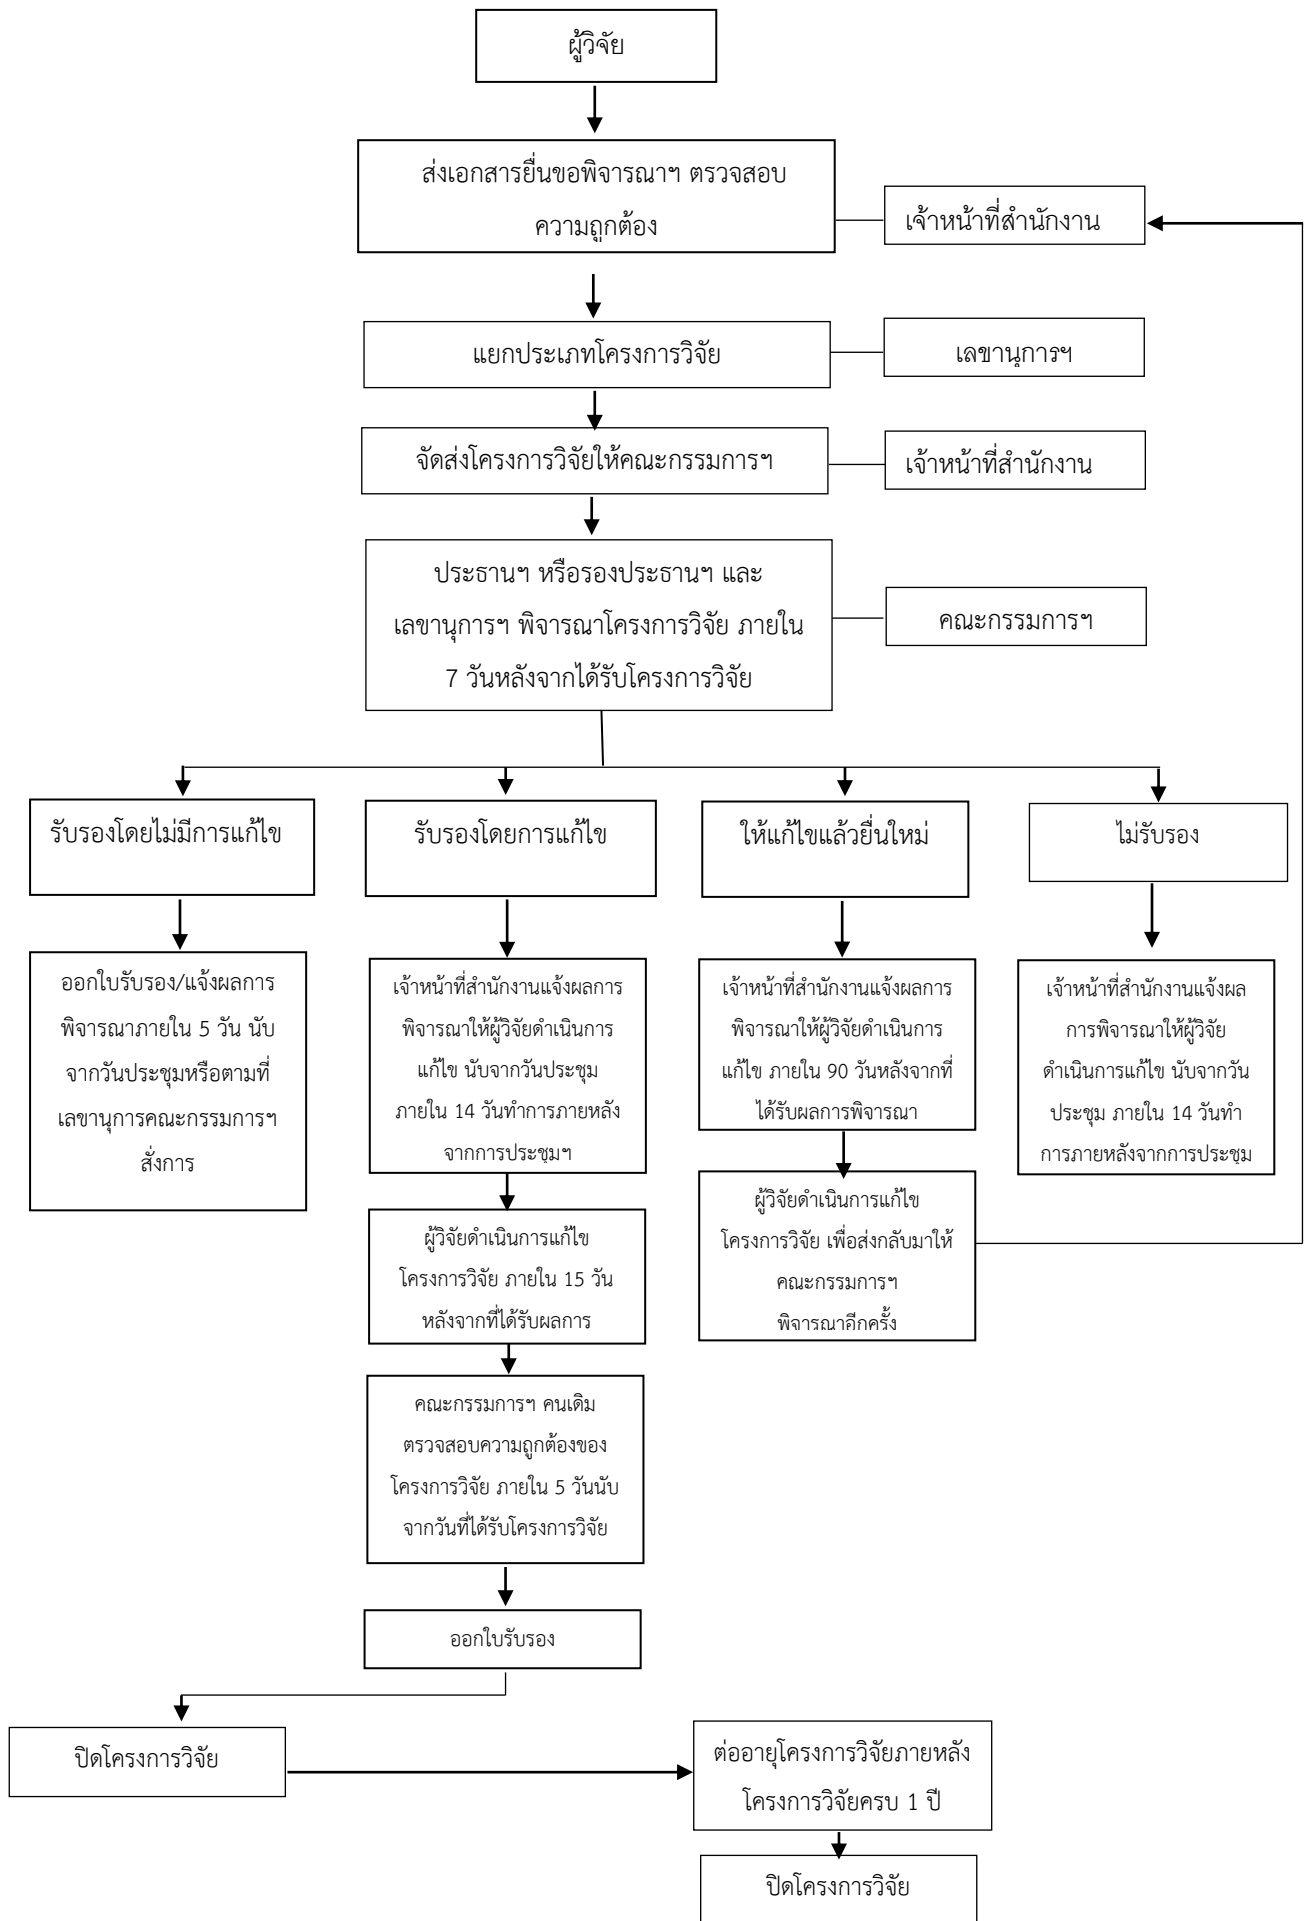 ผู้วิจัย
ส่งเอกสารยื่นขอพิจารณาฯ ตรวจสอบ
ความถูกต้อง
เจ้าหน้าที่สำนักงาน
แยกประเภทโครงการวิจัย
เลขานุการฯ
จัดส่งโครงการวิจัยให้คณะกรรมการฯ
เจ้าหน้าที่สำนักงาน
ประธานฯ หรือรองประธานฯ และ
เลขานุการฯ พิจารณาโครงการวิจัย ภายใน
7 วันหลังจากได้รับโครงการวิจัย
คณะกรรมการฯ
รับรองโดยไม่มีการแก้ไข
รับรองโดยการแก้ไข
ให้แก้ไขแล้วยื่นใหม่
ไม่รับรอง
ออกใบรับรอง/แจ้งผลการ
พิจารณาภายใน 5 วัน นับ
จากวันประชุมหรือตามที่
เลขานุการคณะกรรมการฯ
สั่งการ
เจ้าหน้าที่สำนักงานแจ้งผลการ
พิจารณาให้ผู้วิจัยดำเนินการ
แก้ไข นับจากวันประชุม
ภายใน 14 วันทำการภายหลัง
จากการประชุมฯ
เจ้าหน้าที่สำนักงานแจ้งผลการ
พิจารณาให้ผู้วิจัยดำเนินการ
แก้ไข ภายใน 90 วันหลังจากที่
ได้รับผลการพิจารณา
เจ้าหน้าที่สำนักงานแจ้งผล
การพิจารณาให้ผู้วิจัย
ดำเนินการแก้ไข นับจากวัน
ประชุม ภายใน 14 วันทำ
การภายหลังจากการประชุม
ผู้วิจัยดำเนินการแก้ไข
โครงการวิจัย ภายใน 15 วัน
หลังจากที่ได้รับผลการ
ผู้วิจัยดำเนินการแก้ไข
โครงการวิจัย เพื่อส่งกลับมาให้
คณะกรรมการฯ
พิจารณาอีกครั้ง
คณะกรรมการฯ คนเดิม
ตรวจสอบความถูกต้องของ
โครงการวิจัย ภายใน 5 วันนับ
จากวันที่ได้รับโครงการวิจัย
ออกใบรับรอง
ปิดโครงการวิจัย
ต่ออายุโครงการวิจัยภายหลัง
โครงการวิจัยครบ 1 ปี
ปิดโครงการวิจัย